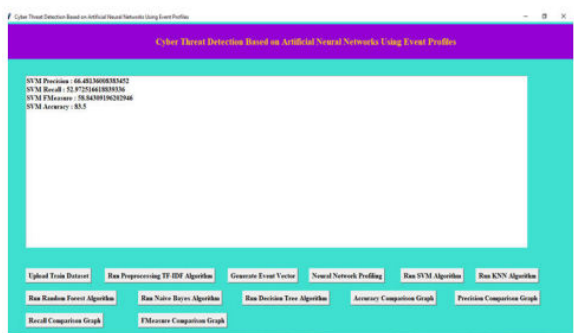 Cyber Threat Detection Based on Artificial Neural Networks Using Event Profiles
Cyber Threat Detection Based on Artificial Neural Networks Using Event Profiles
SVM Precision : 66.48136008383452
SVM Recall : 52.972516618839336
SVM FMeasure : 58.84309196202946
SVM Accuracy : 83.5
Upload Train Dataset Run Preprocessing TF-IDF Algorithm Generate Event Vector Neural Network Profiling Run SVM Algorithm Run KNN Algorithm
Run Random Forest Algorithm Run Naive Bayes Algorithm Run Decision Tree Algorithm Accuracy Comparison Graph Precision Comparison Graph
Recall Comparison Graph FMeasure Comparison Graph